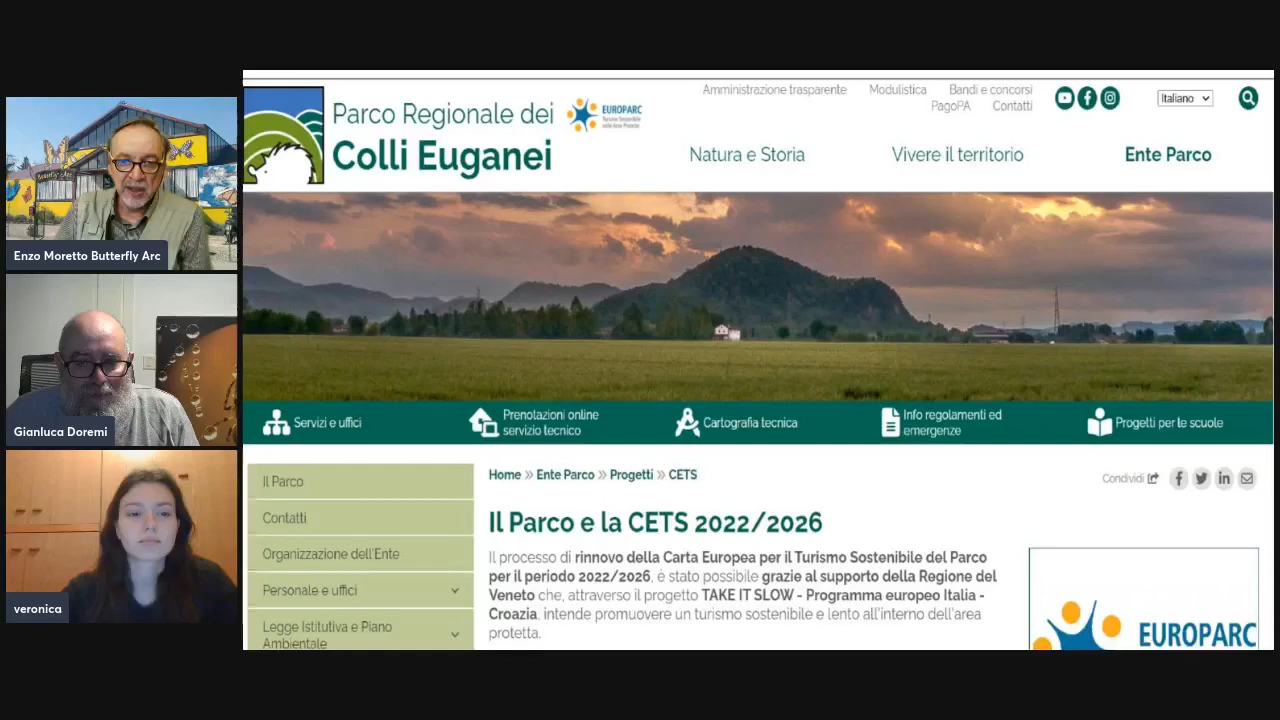 Enzo Moretto Butterfly Arc
Gianluca Doremi
veronica
Parco Regionale dei
Colli Euganei
EUROPARC
Turismo Sostenibile
nelle Aree Protette
Amministrazione trasparente
Modulistica
Bandi e concorsi
PagoPA
Contatti
Italiano
Natura e Storia
Vivere il territorio
Ente Parco
Servizi e uffici
Prenotazioni online
servizio tecnico
Cartografia tecnica
Info regolamenti ed
emergenze
Progetti per le scuole
Il Parco
Contatti
Organizzazione dell'Ente
Personale e uffici
Legge Istitutiva e Piano
Ambientale
Home » Ente Parco » Progetti » CETS
Condividi
Il Parco e la CETS 2022/2026
Il processo di rinnovo della Carta Europea per il Turismo Sostenibile del Parco
per il periodo 2022/2026, è stato possibile grazie al supporto della Regione del
Veneto che, attraverso il progetto TAKE IT SLOW - Programma europeo Italia -
Croazia, intende promuovere un turismo sostenibile e lento all'interno dell'area
protetta.
EUROPARC